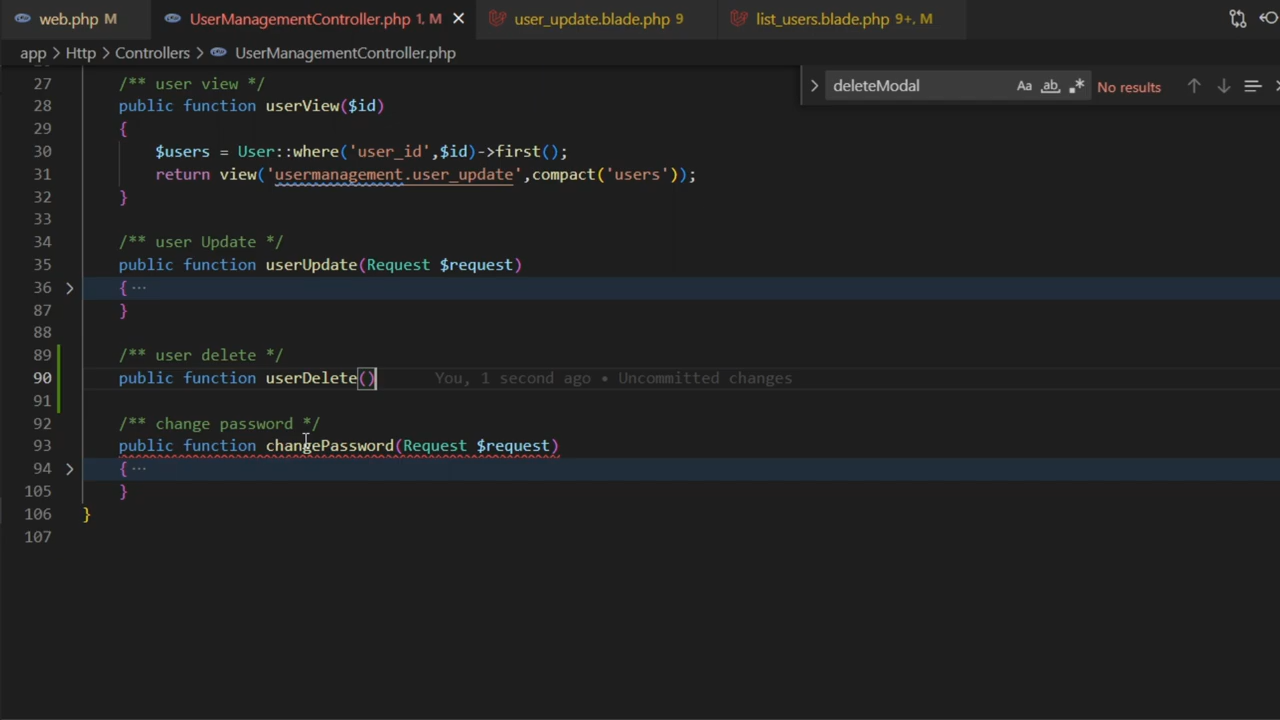 web.php M UserManagementController.php 1, M user_update.blade.php 9 list_users.blade.php 9+, M
app > Http > Controllers > UserManagementController.php
deleteModal Aa ab No results
27 /** user view */
28 public function userView($id)
29 {
30 $users = User::where('user_id',$id)->first();
31 return view('usermanagement.user_update',compact('users'));
32 }
33
34 /** user Update */
35 public function userUpdate(Request $request)
36 { ...
87 }
88
89 /** user delete */
90 public function userDelete() You, 1 second ago • Uncommitted changes
91
92 /** change password */
93 public function changePassword(Request $request)
94 { ...
105 }
106 }
107